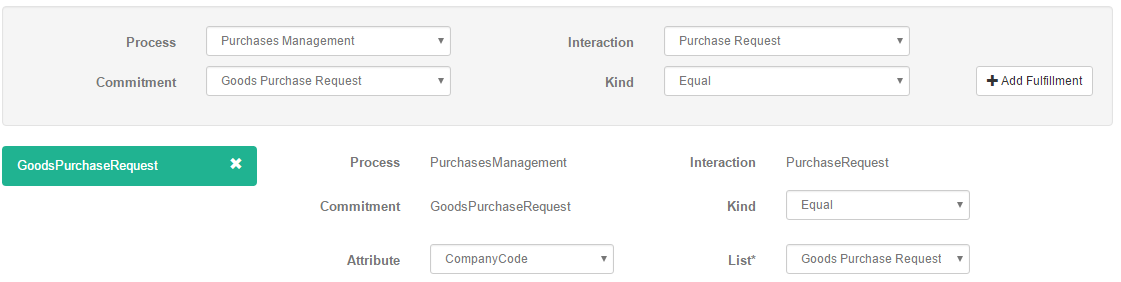 Process Purchases Management Interaction Purchase Request
Commitment Goods Purchase Request Kind Equal Add Fulfillment
GoodsPurchaseRequest Process PurchasesManagement Interaction PurchaseRequest
Commitment GoodsPurchaseRequest Kind Equal
Attribute CompanyCode List* Goods Purchase Request